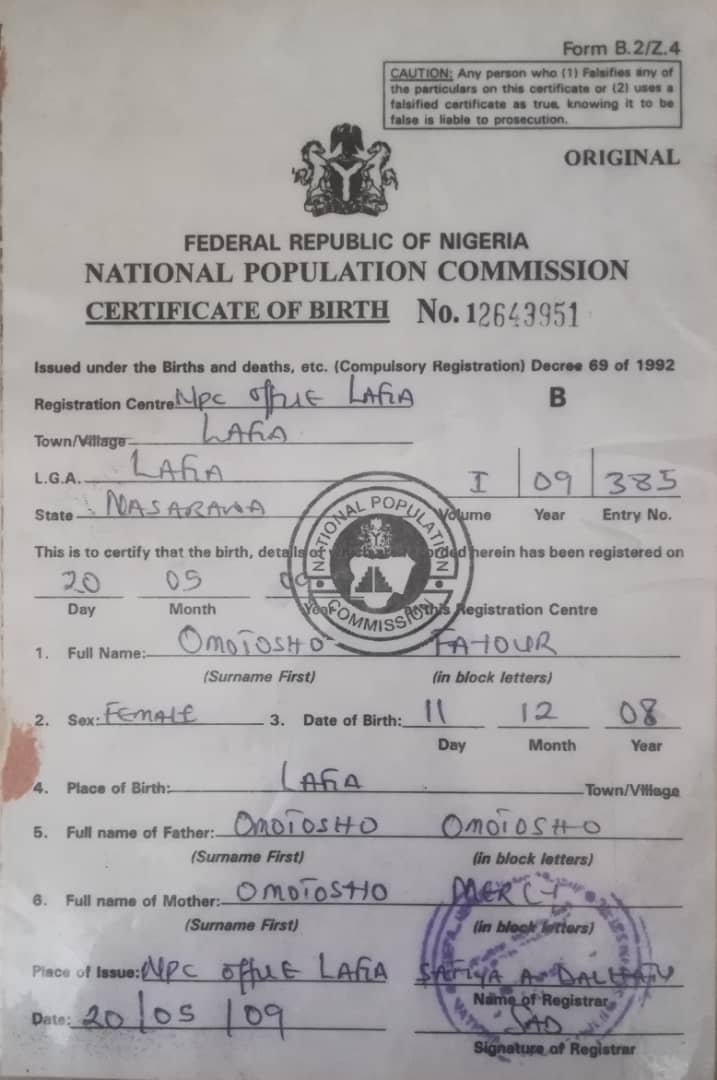 Form B.2/Z.4
CAUTION: Any person who (1) Falsifies any of
the particulars on this certificate or (2) uses a
falsified certificate as true, knowing it to be
false is liable to prosecution.
ORIGINAL
FEDERAL REPUBLIC OF NIGERIA
NATIONAL POPULATION COMMISSION
CERTIFICATE OF BIRTH No. 12643951
Issued under the Births and deaths, etc. (Compulsory Registration) Decree 69 of 1992
Registration Centre NPC OFFICE LAFIA B
Town/Village LAFIA
L.G.A. LAFIA I 09 385
State NASARAWA Volume Year Entry No.
NATIONAL POPULATION COMMISSION
This is to certify that the birth, details of which are recorded herein has been registered on
20 05 09
Day Month Year At this Registration Centre
1. Full Name: OMOTOSHO
(Surname First) (in block letters)
2. Sex: FEMALE 3. Date of Birth: 11 12 08
Day Month Year
4. Place of Birth: LAFIA Town/Village
5. Full name of Father: OMOTOSHO OMOTOSHO
(Surname First) (in block letters)
6. Full name of Mother: OMOTOSHO MERCY
(Surname First) (in block letters)
Place of Issue: NPC OFFICE LAFIA
Name of Registrar
Date: 20/05/09
Signature of Registrar